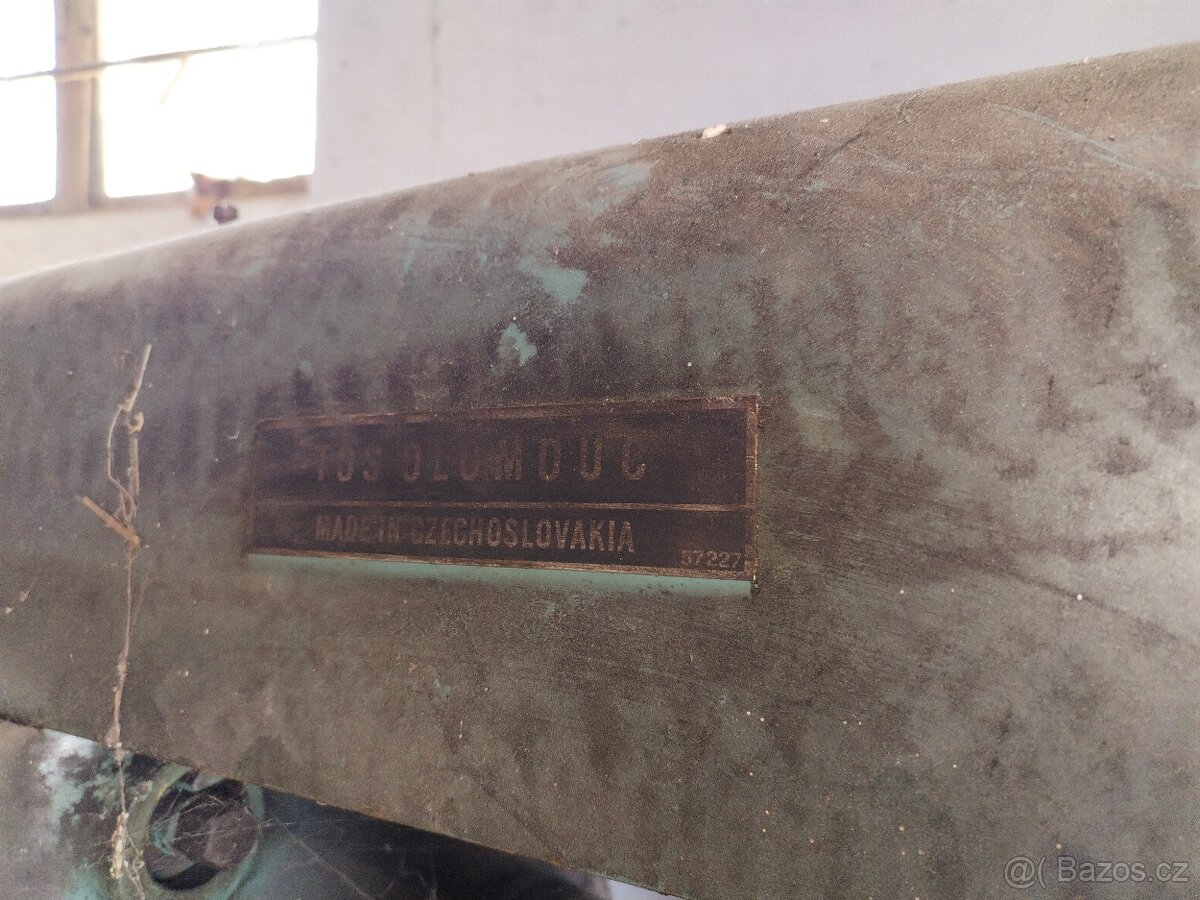 TOS OLOMOUC
MADE IN CZECHOSLOVAKIA
57227
@( Bazos.cz